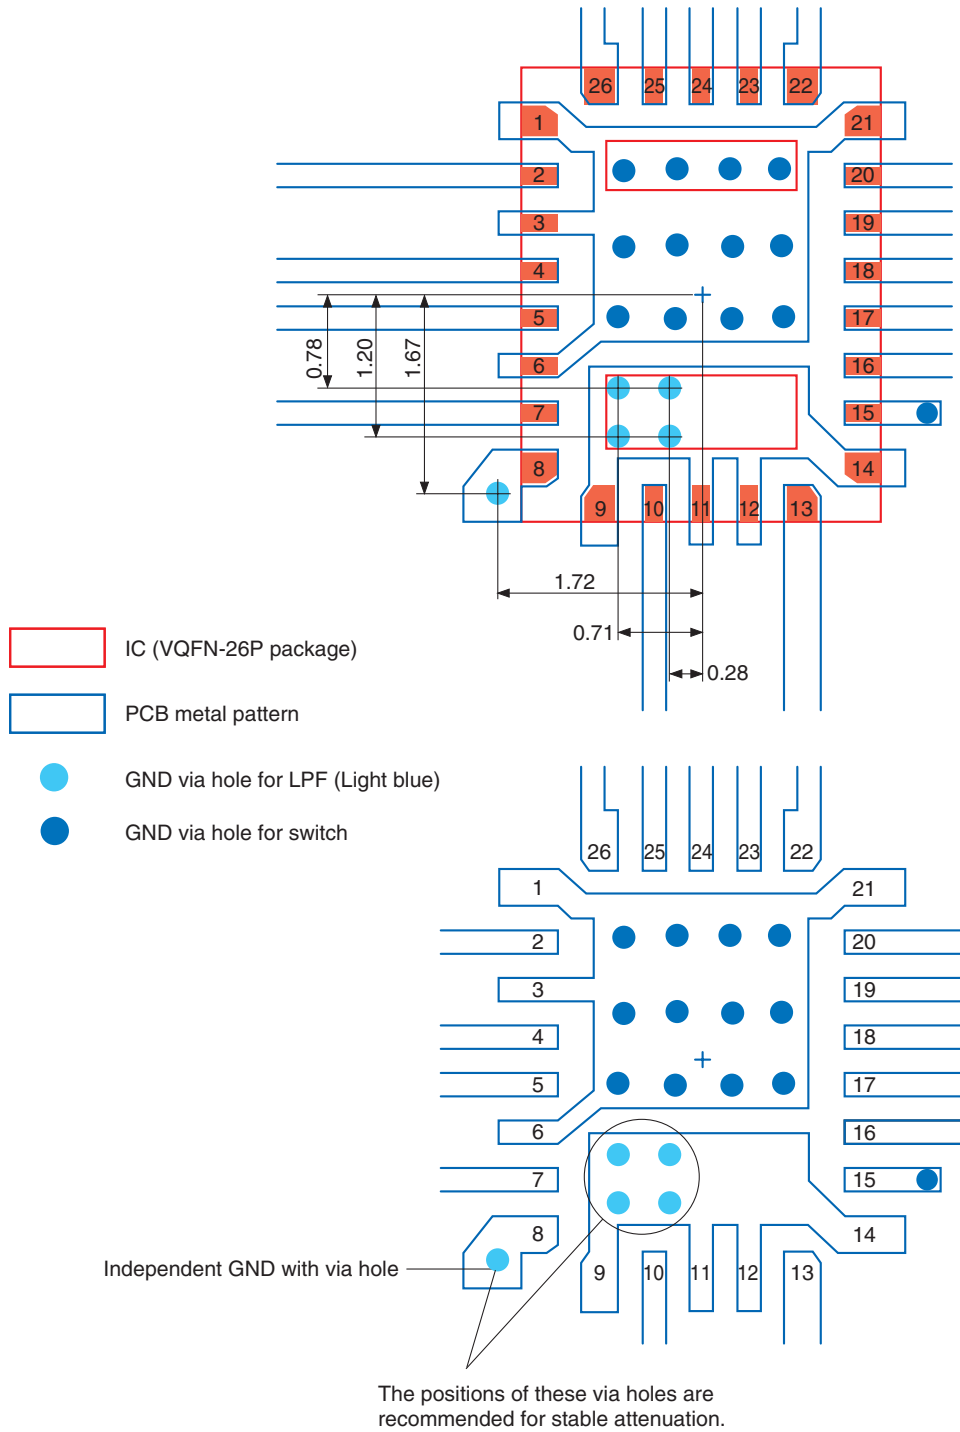 26 25 24 23 22
1 21
2 20
3 19
4 18
5 17
6 16
7 15
8 14
9 10 11 12 13
0.78 1.20 1.67
1.72
0.71
0.28
IC (VQFN-26P package)
PCB metal pattern
GND via hole for LPF (Light blue)
GND via hole for switch
26 25 24 23 22
1 21
2 20
3 19
4 18
5 17
6 16
7 15
8 14
9 10 11 12 13
Independent GND with via hole
The positions of these via holes are
recommended for stable attenuation.